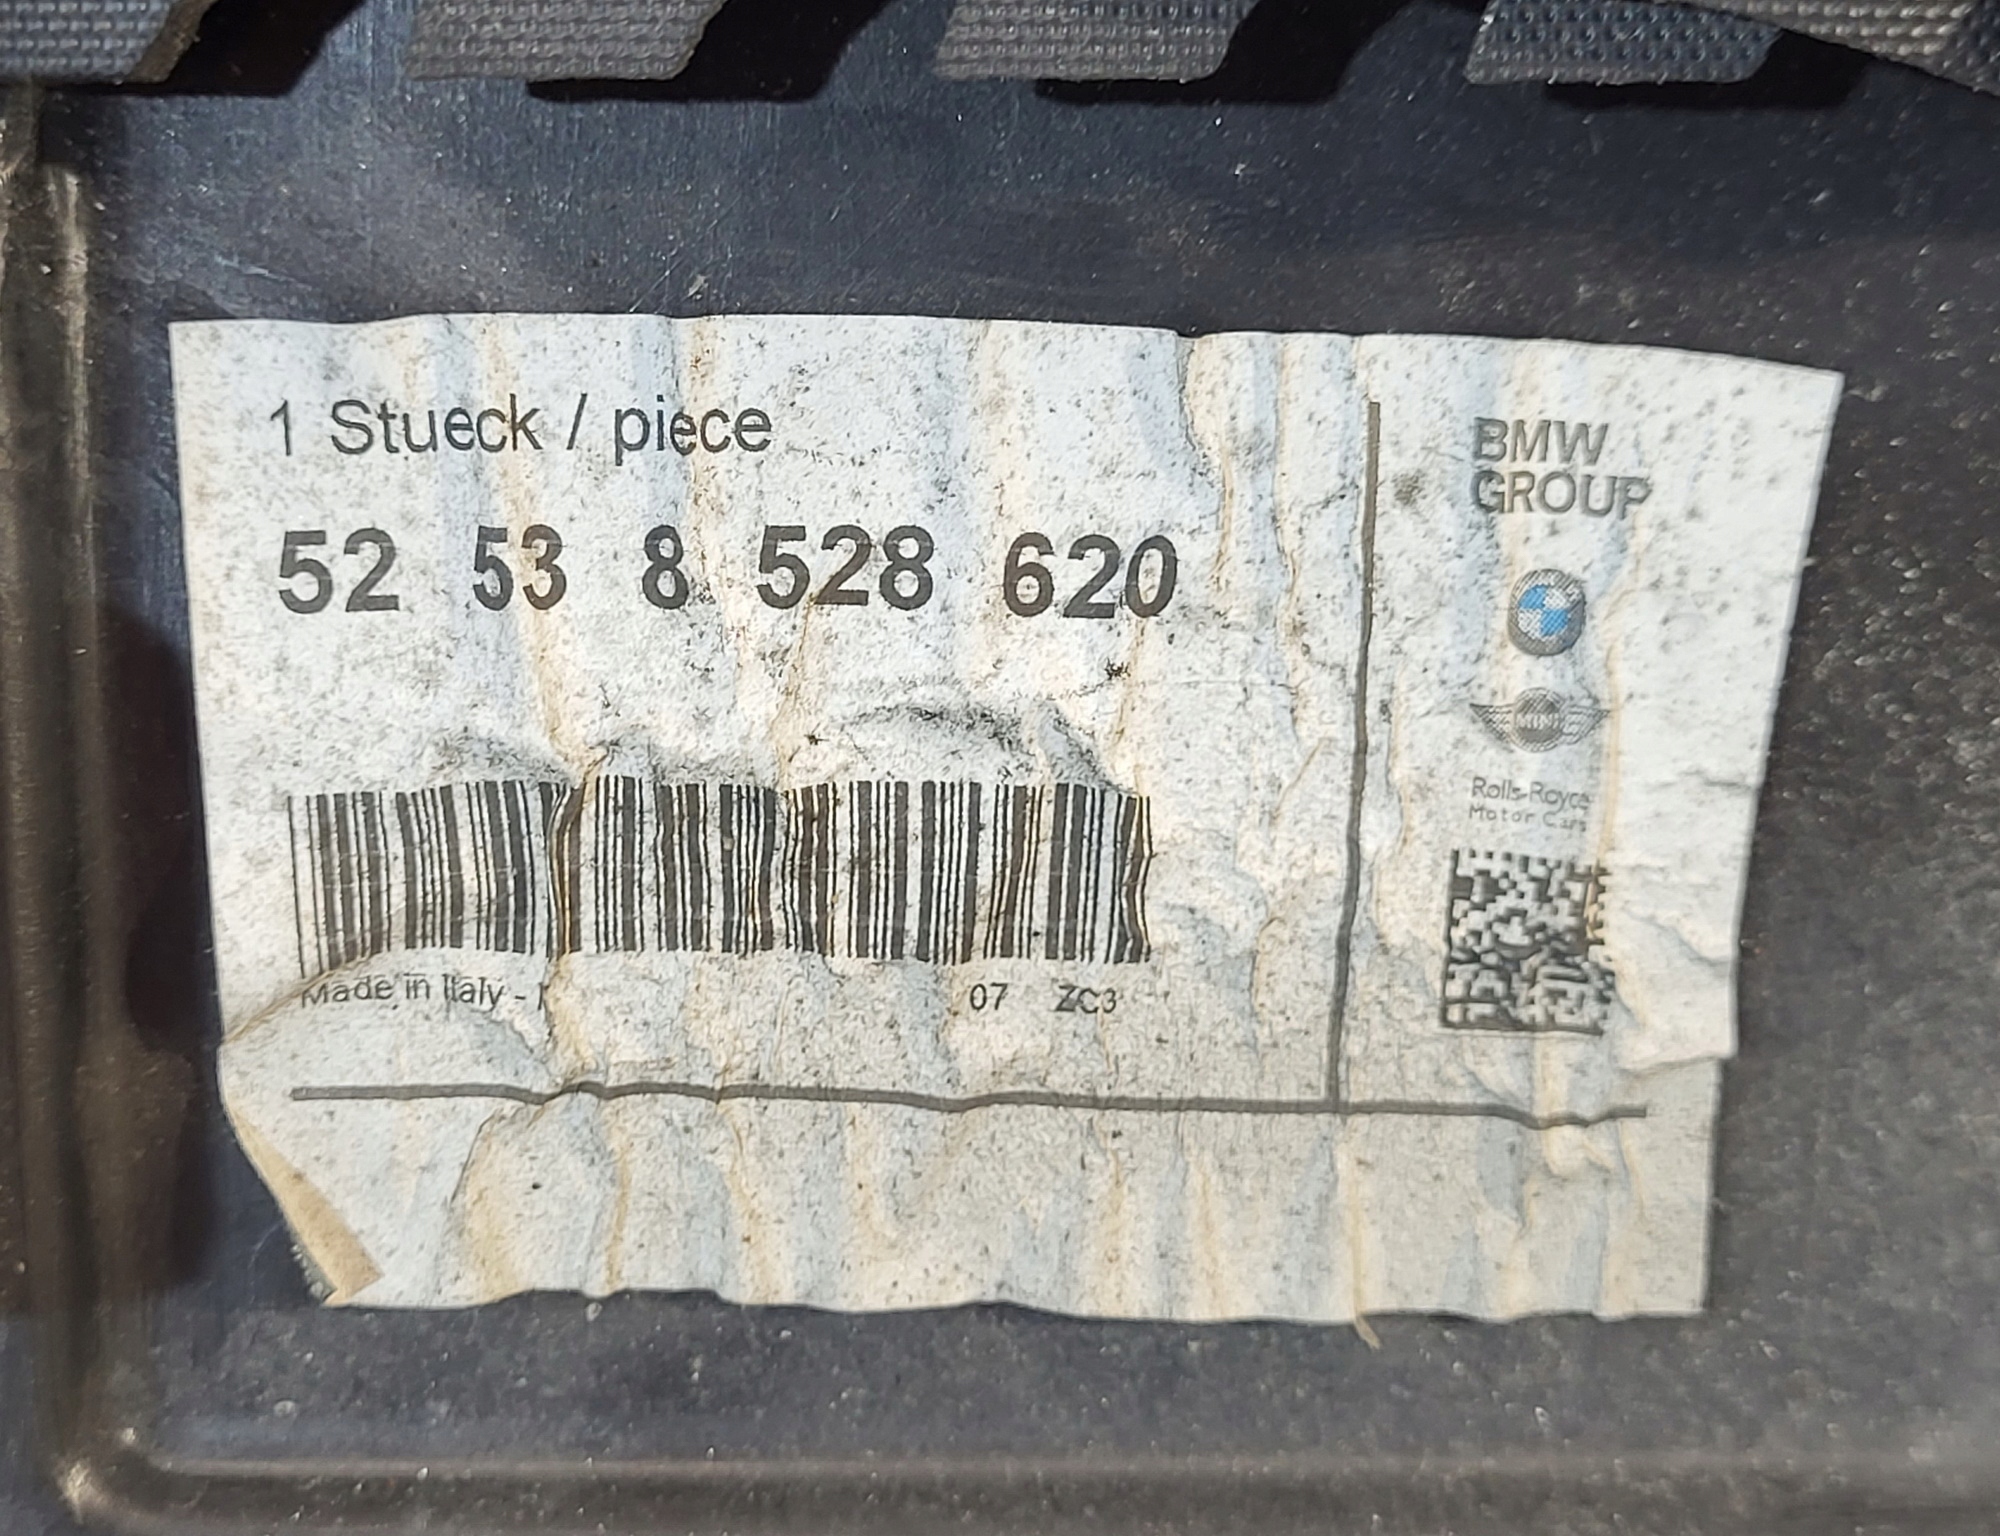 1 Stueck / piece
52 53 8 528 620
Made in Italy -
07 ZC3
BMW
GROUP
MINI
Rolls-Royce
Motor Cars